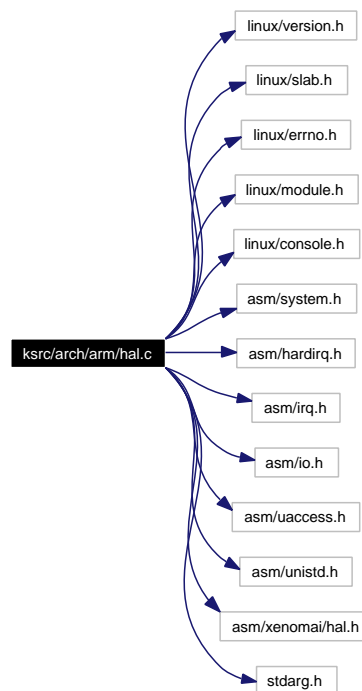 linux/version.h
linux/slab.h
linux/errno.h
linux/module.h
linux/console.h
asm/system.h
ksrc/arch/arm/hal.c
asm/hardirq.h
asm/irq.h
asm/io.h
asm/uaccess.h
asm/unistd.h
asm/xenomai/hal.h
stdarg.h